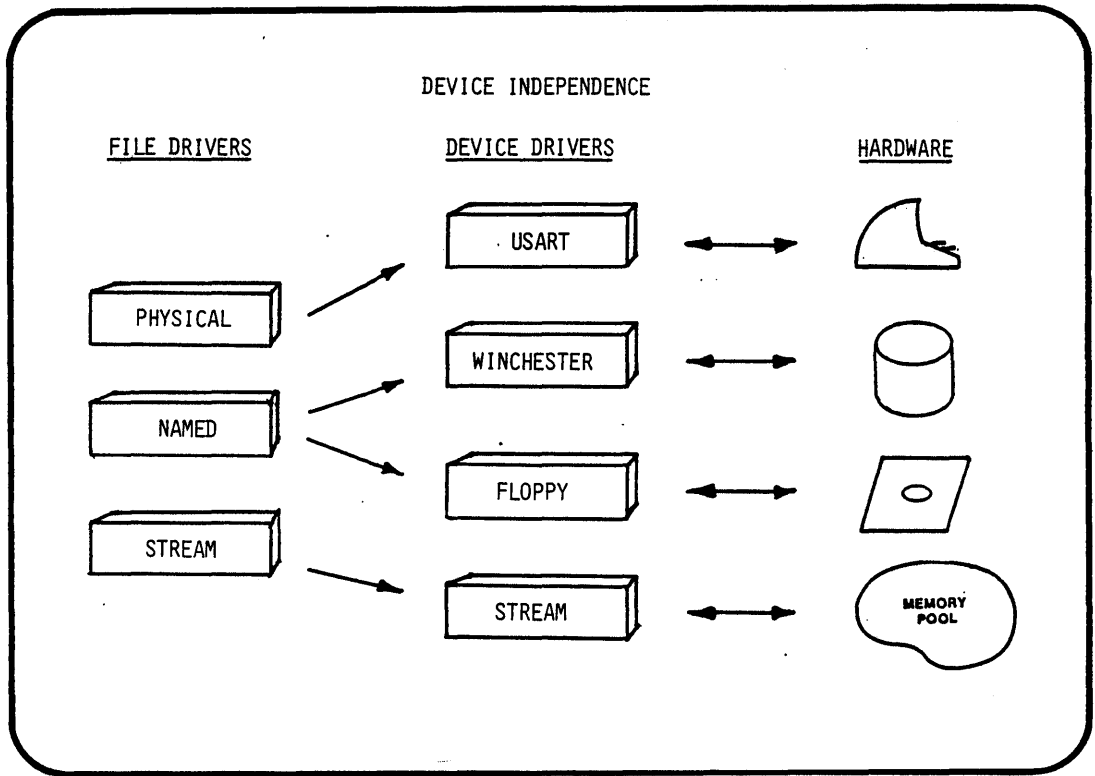 DEVICE INDEPENDENCE
FILE DRIVERS
DEVICE DRIVERS
HARDWARE
PHYSICAL
NAMED
STREAM
USART
WINCHESTER
FLOPPY
STREAM
MEMORY
POOL